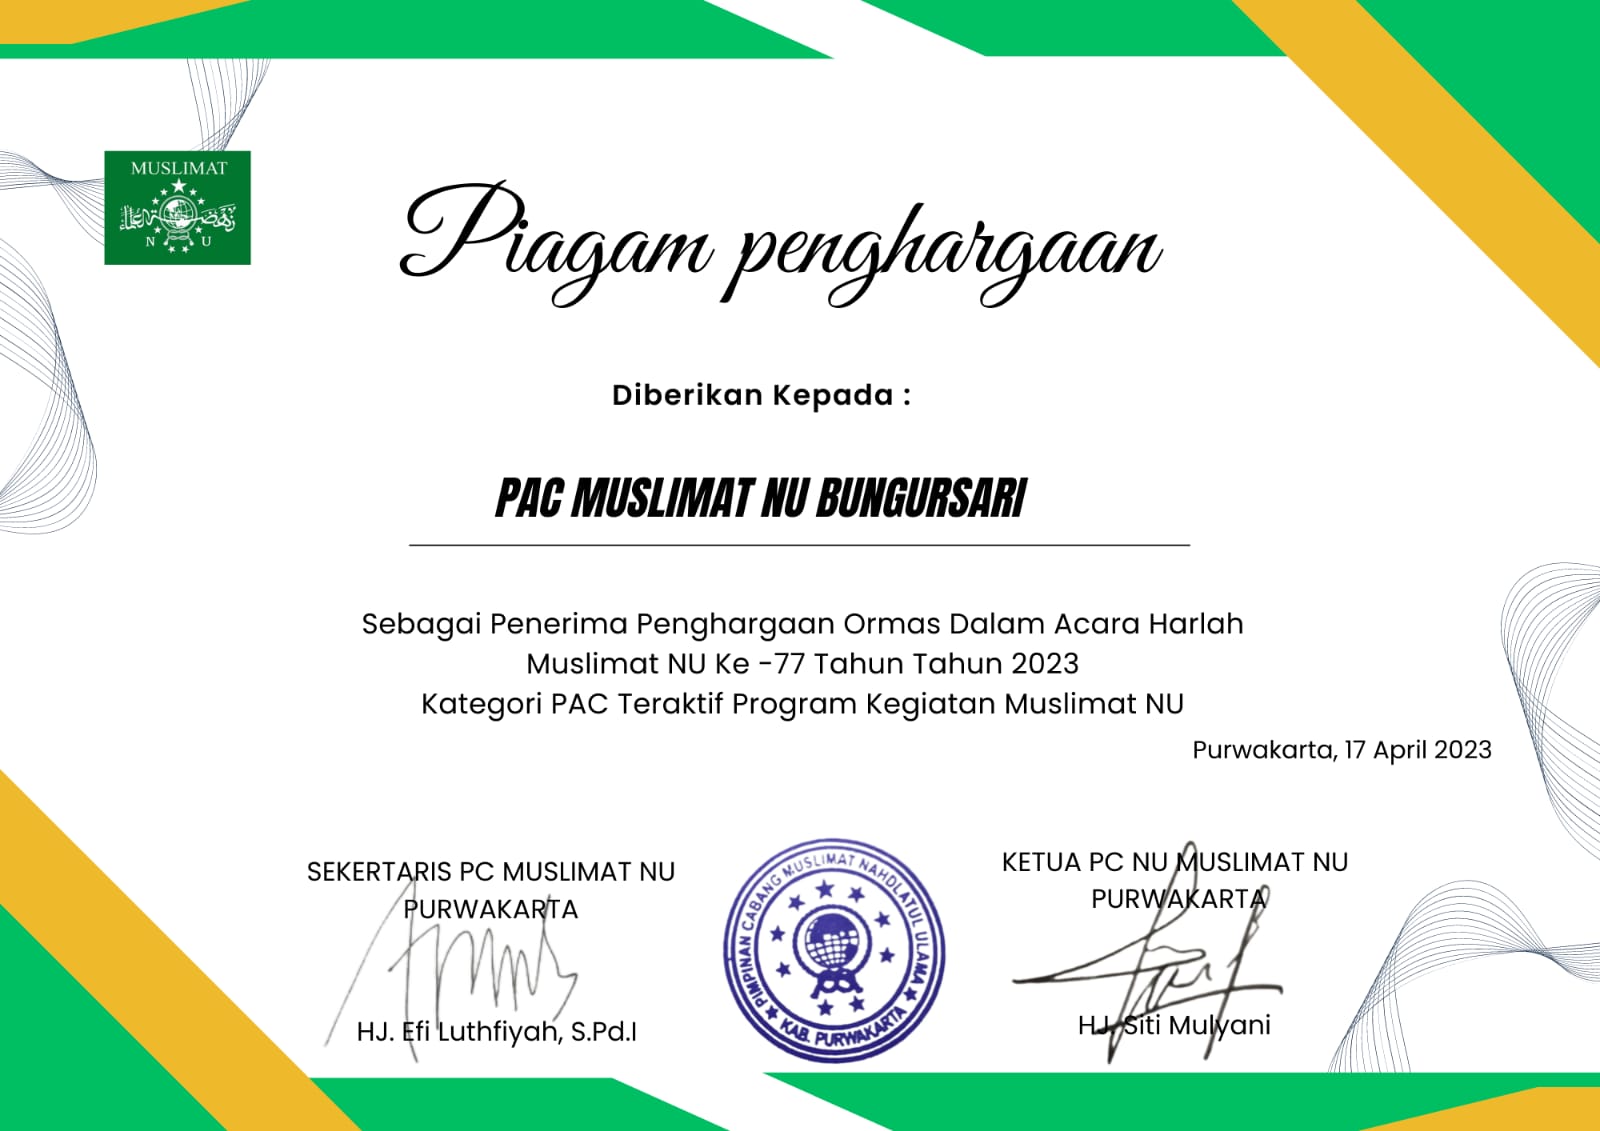 MUSLIMAT
نهضة العلماء
N U
Piagam penghargaan
Diberikan Kepada :
PAC MUSLIMAT NU BUNGURSARI
Sebagai Penerima Penghargaan Ormas Dalam Acara Harlah
Muslimat NU Ke -77 Tahun Tahun 2023
Kategori PAC Teraktif Program Kegiatan Muslimat NU
Purwakarta, 17 April 2023
SEKERTARIS PC MUSLIMAT NU
PURWAKARTA
HJ. Efi Luthfiyah, S.Pd.I
PIMPINAN CABANG MUSLIMAT NAHDLATUL ULAMA
KAB. PURWAKARTA
KETUA PC NU MUSLIMAT NU
PURWAKARTA
HJ. Siti Mulyani